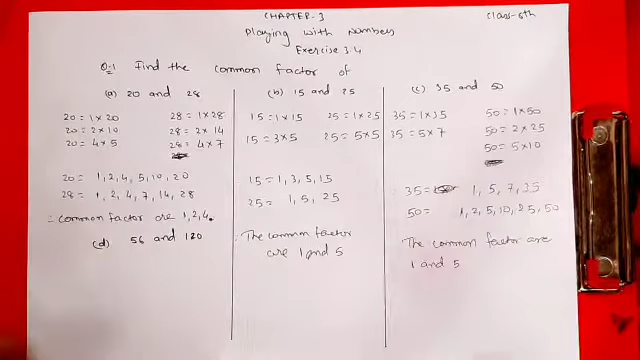 CHAPTER-3
Class-6th
Playing with Numbers
Exercise 3.4
Q.1 Find the common factor of
(a) 20 and 28
20 = 1×20
20 = 2×10
20 = 4×5
28 = 1×28
28 = 2×14
28 = 4×7
20 = 1, 2, 4, 5, 10, 20
28 = 1, 2, 4, 7, 14, 28
∴ common factor are 1, 2, 4.
(d) 56 and 120
(b) 15 and 25
15 = 1×15
15 = 3×5
25 = 1×25
25 = 5×5
15 = 1, 3, 5, 15
25 = 1, 5, 25
∴ The common factor
are 1 and 5
(c) 35 and 50
35 = 1×35
35 = 5×7
50 = 1×50
50 = 2×25
50 = 5×10
35 = 1, 5, 7, 35
50 = 1, 2, 5, 10, 25, 50
The common factor are
1 and 5